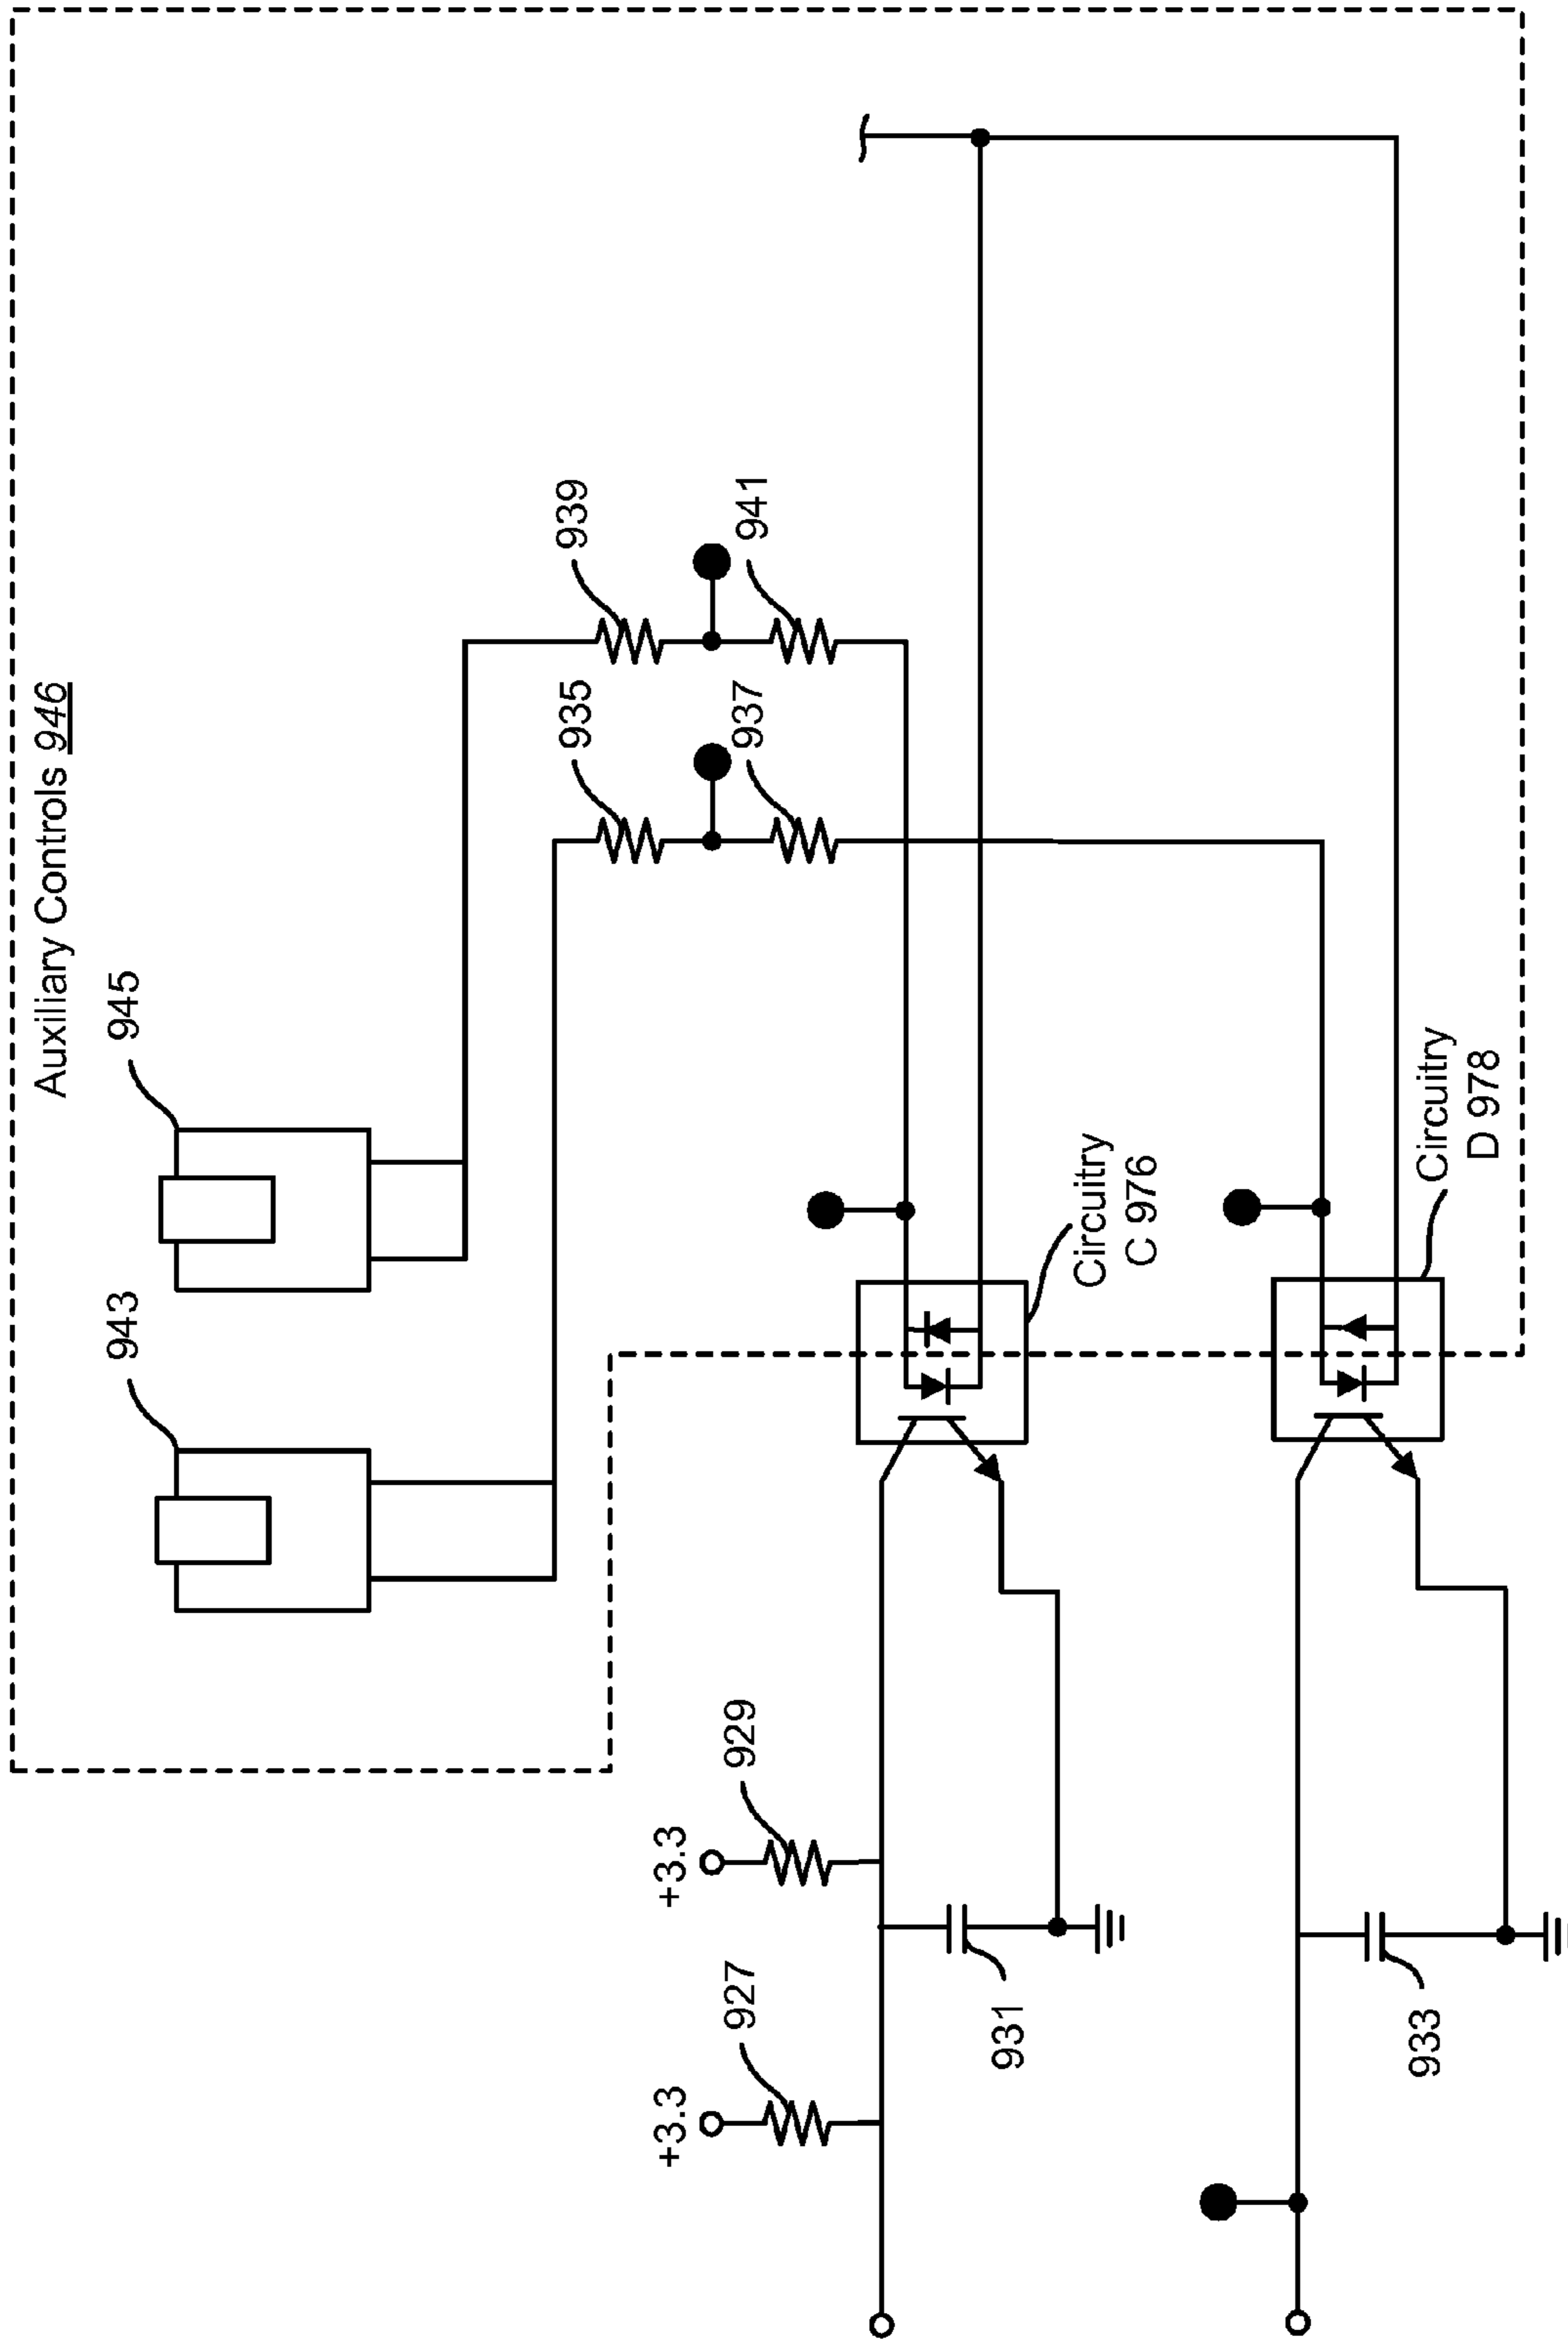 Auxiliary Controls 946
943
945
935
939
937
941
+3.3
+3.3
927
929
931
Circuitry
C 976
933
Circuitry
D 978